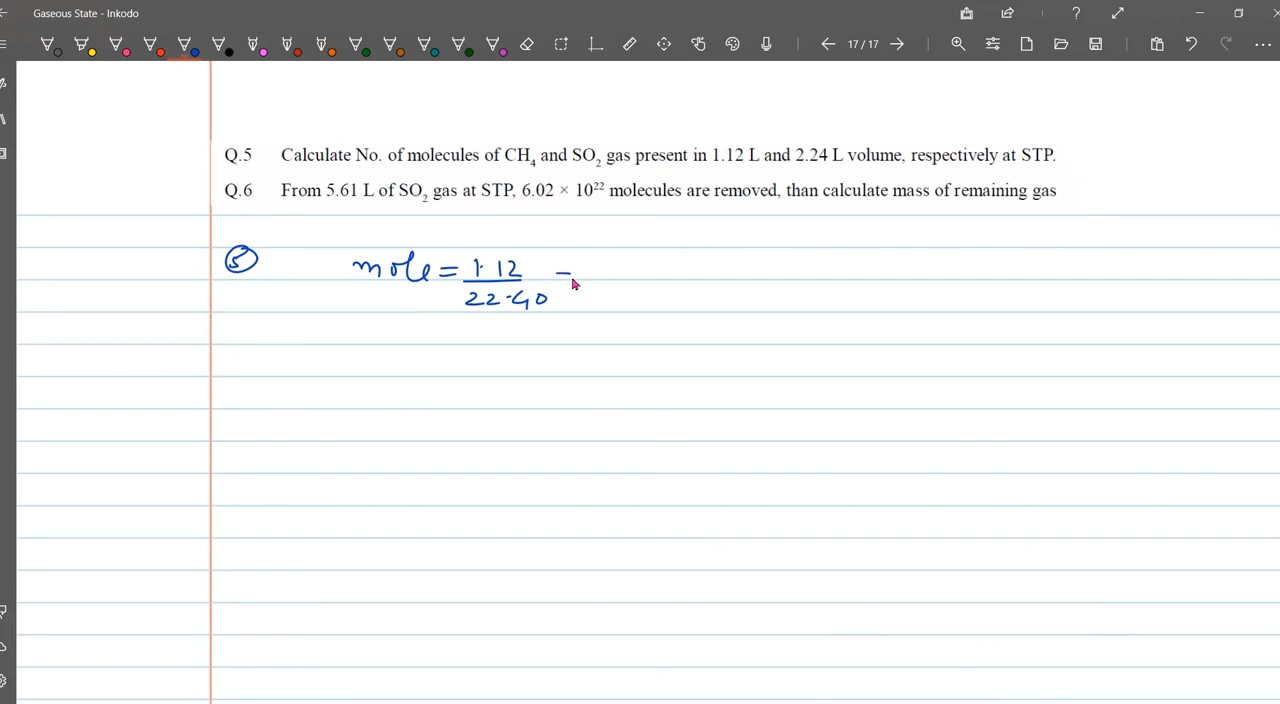 Gaseous State - Inkodo
17/17
Q.5 Calculate No. of molecules of CH₄ and SO₂ gas present in 1.12 L and 2.24 L volume, respectively at STP.
Q.6 From 5.61 L of SO₂ gas at STP, 6.02 × 10²² molecules are removed, than calculate mass of remaining gas
⑤ mole = 1.12 -
22.40